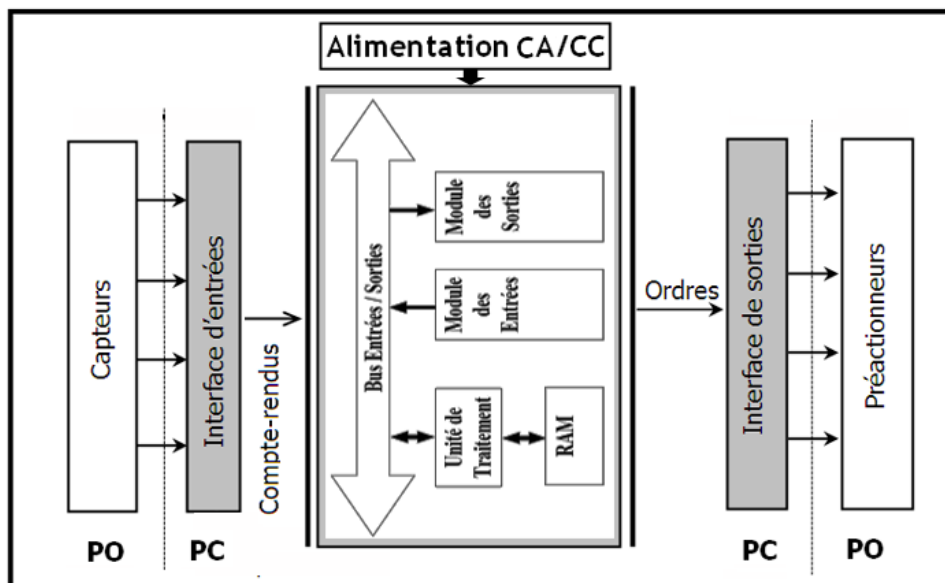 Alimentation CA/CC
Capteurs
Interface d'entrées
Compte-rendus
Bus Entrées / Sorties
Module
des
Sorties
Module
des
Entrées
Unité de
Traitement
RAM
Ordres
Interface de sorties
Préactionneurs
PO
PC
PC
PO